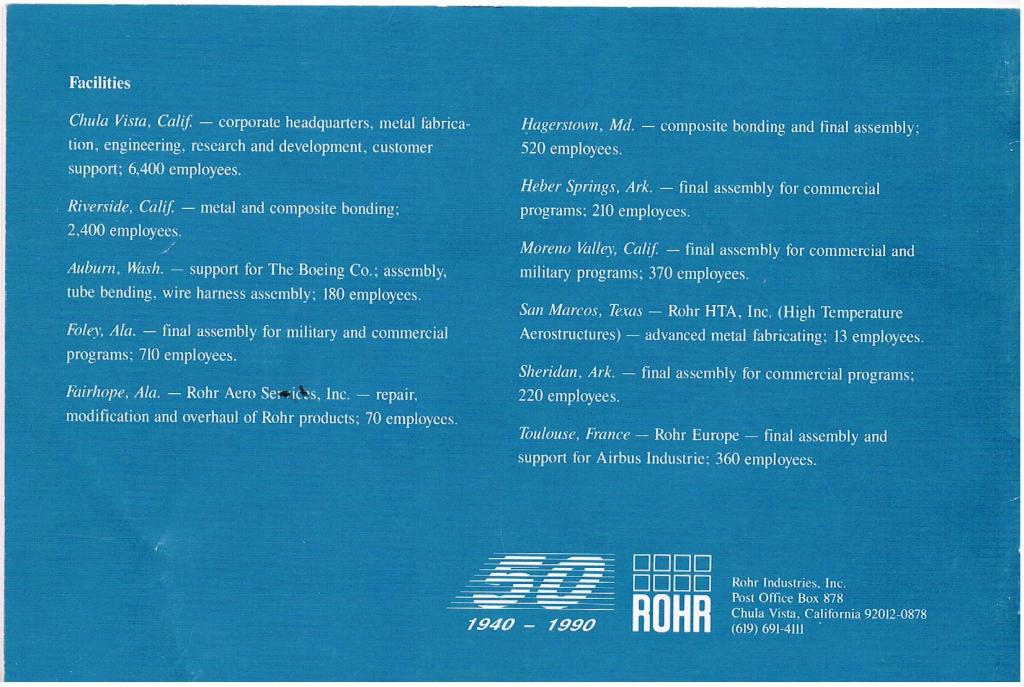 Facilities
Chula Vista, Calif. — corporate headquarters, metal fabrica-
tion, engineering, research and development, customer
support; 6,400 employees.
Riverside, Calif. — metal and composite bonding;
2,400 employees.
Auburn, Wash. — support for The Boeing Co.; assembly,
tube bending, wire harness assembly; 180 employees.
Foley, Ala. — final assembly for military and commercial
programs; 710 employees.
Fairhope, Ala. — Rohr Aero Services, Inc. — repair,
modification and overhaul of Rohr products; 70 employees.
Hagerstown, Md. — composite bonding and final assembly;
520 employees.
Heber Springs, Ark. — final assembly for commercial
programs; 210 employees.
Moreno Valley, Calif. — final assembly for commercial and
military programs; 370 employees.
San Marcos, Texas — Rohr HTA, Inc. (High Temperature
Aerostructures) — advanced metal fabricating; 13 employees.
Sheridan, Ark. — final assembly for commercial programs;
220 employees.
Toulouse, France — Rohr Europe — final assembly and
support for Airbus Industrie; 360 employees.
50
1940 – 1990
ROHR
Rohr Industries, Inc.
Post Office Box 878
Chula Vista, California 92012-0878
(619) 691-4111